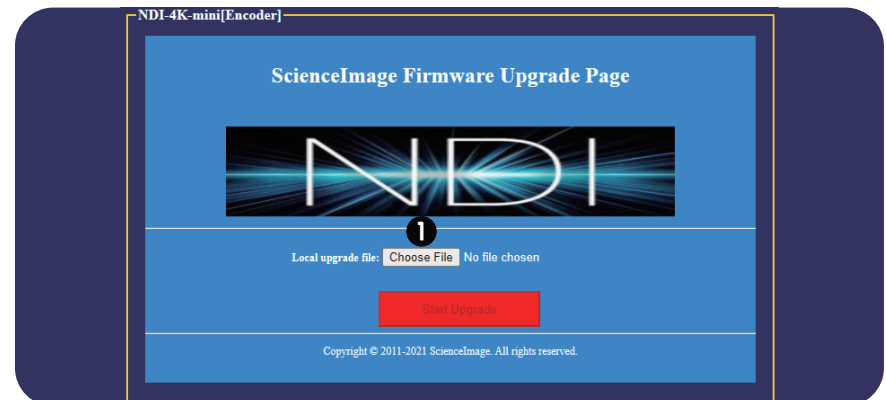 NDI-4K-mini[Encoder]
ScienceImage Firmware Upgrade Page
NDI
1
Local upgrade file: Choose File No file chosen
Start Upgrade
Copyright © 2011-2021 ScienceImage. All rights reserved.